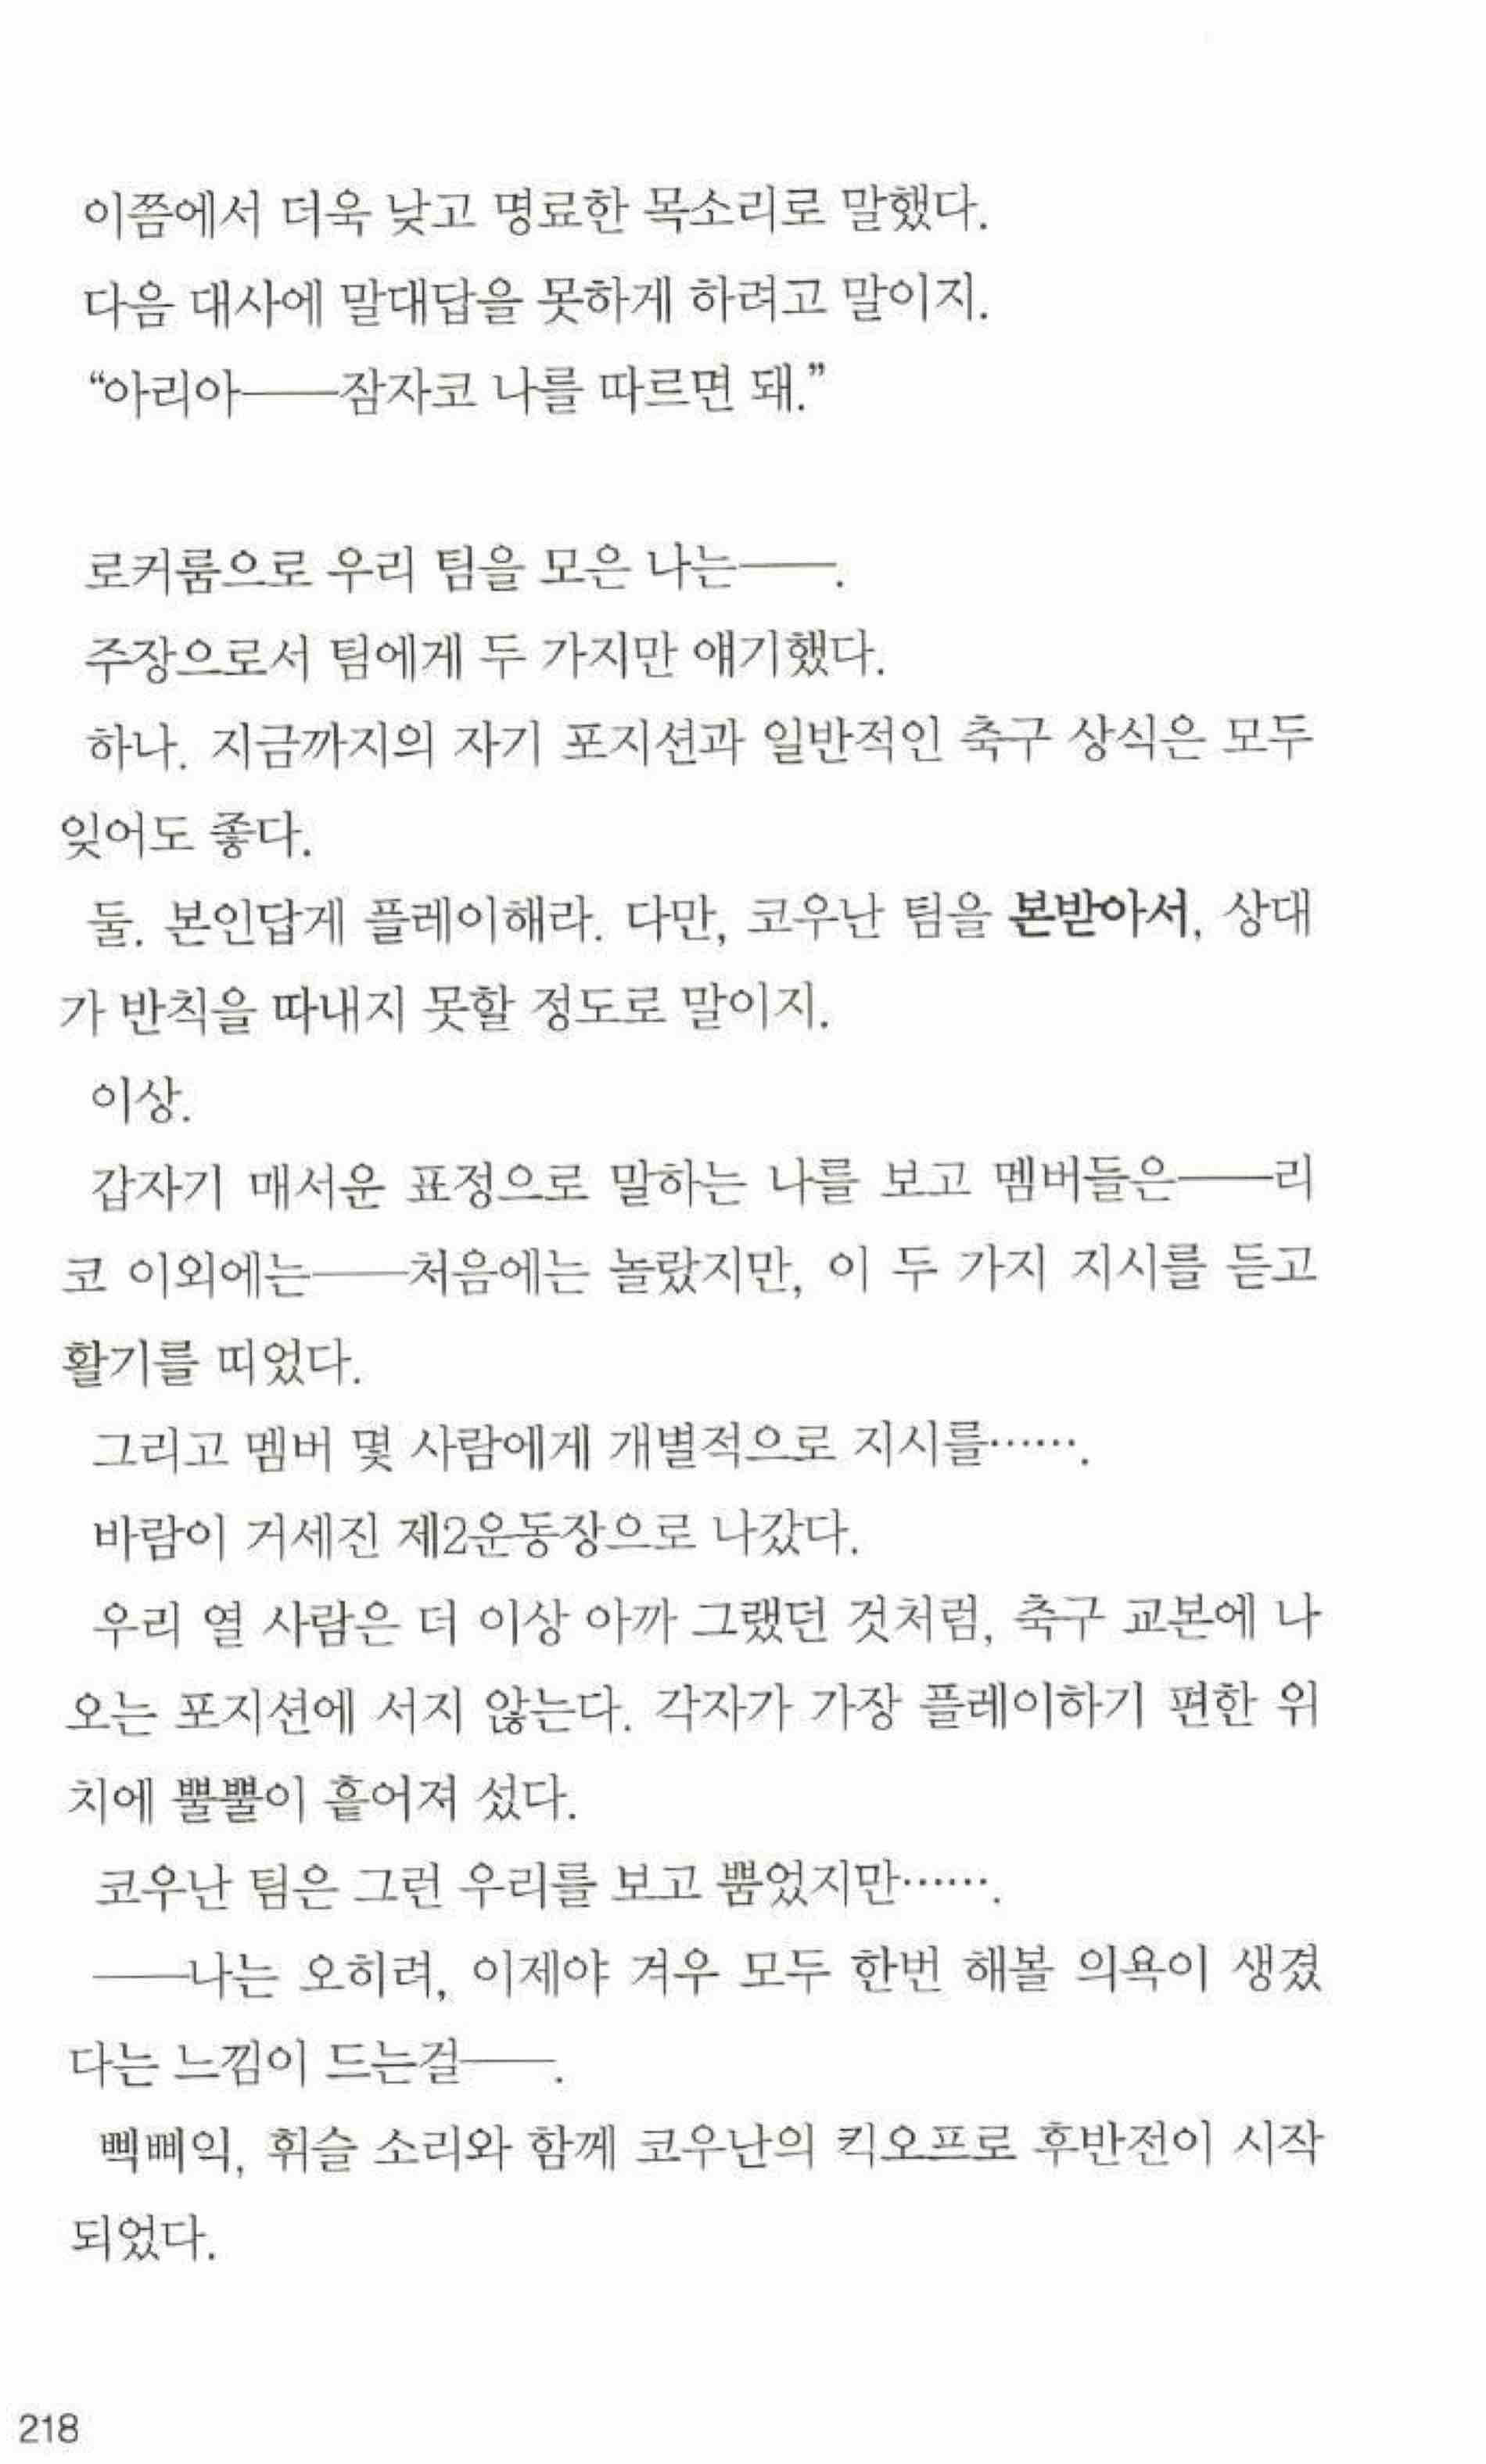 이쯤에서 더욱 낮고 명료한 목소리로 말했다.
다음 대사에 말대답을 못하게 하려고 말이지.
“아리아──잠자코 나를 따르면 돼.”
로커룸으로 우리 팀을 모은 나는──.
주장으로서 팀에게 두 가지만 얘기했다.
하나. 지금까지의 자기 포지션과 일반적인 축구 상식은 모두
잊어도 좋다.
둘. 본인답게 플레이해라. 다만, 코우난 팀을 본받아서, 상대
가 반칙을 따내지 못할 정도로 말이지.
이상.
갑자기 매서운 표정으로 말하는 나를 보고 멤버들은──리
코 이외에는──처음에는 놀랐지만, 이 두 가지 지시를 듣고
활기를 띠었다.
그리고 멤버 몇 사람에게 개별적으로 지시를…….
바람이 거세진 제2운동장으로 나갔다.
우리 열 사람은 더 이상 아까 그랬던 것처럼, 축구 교본에 나
오는 포지션에 서지 않는다. 각자가 가장 플레이하기 편한 위
치에 뿔뿔이 흩어져 섰다.
코우난 팀은 그런 우리를 보고 뿜었지만…….
──나는 오히려, 이제야 겨우 모두 한번 해볼 의욕이 생겼
다는 느낌이 드는걸──.
삑삐익, 휘슬 소리와 함께 코우난의 킥오프로 후반전이 시작
되었다.
218